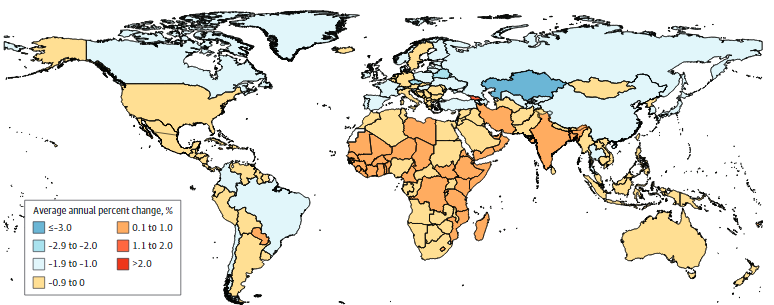 Average annual percent change, %
≤-3.0
-2.9 to -2.0
-1.9 to -1.0
-0.9 to 0
0.1 to 1.0
1.1 to 2.0
>2.0